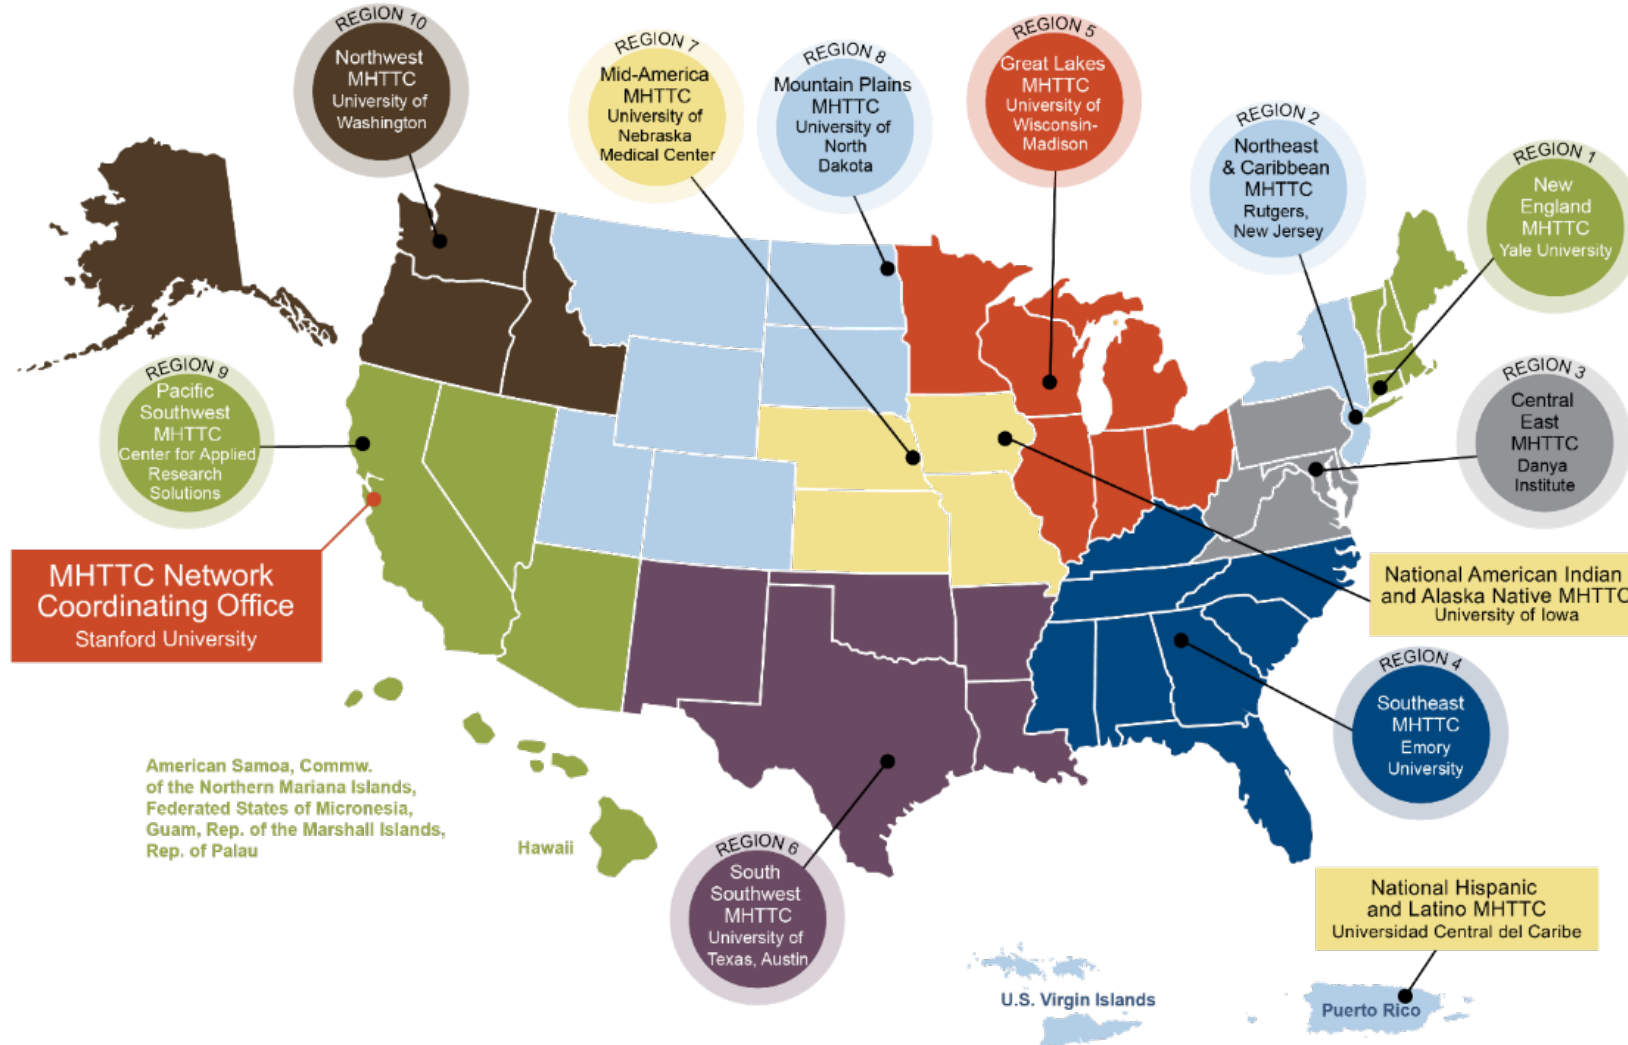 REGION 10
Northwest
MHTTC
University of
Washington
REGION 7
Mid-America
MHTTC
University of
Nebraska
Medical Center
REGION 8
Mountain Plains
MHTTC
University of
North
Dakota
REGION 5
Great Lakes
MHTTC
University of
Wisconsin-
Madison
REGION 2
Northeast
& Caribbean
MHTTC
Rutgers,
New Jersey
REGION 1
New
England
MHTTC
Yale University
REGION 9
Pacific
Southwest
MHTTC
Center for Applied
Research
Solutions
REGION 3
Central
East
MHTTC
Danya
Institute
MHTTC Network
Coordinating Office
Stanford University
National American Indian
and Alaska Native MHTTC
University of Iowa
REGION 4
Southeast
MHTTC
Emory
University
American Samoa, Commw.
of the Northern Mariana Islands,
Federated States of Micronesia,
Guam, Rep. of the Marshall Islands,
Rep. of Palau
Hawaii
REGION 6
South
Southwest
MHTTC
University of
Texas, Austin
National Hispanic
and Latino MHTTC
Universidad Central del Caribe
U.S. Virgin Islands
Puerto Rico